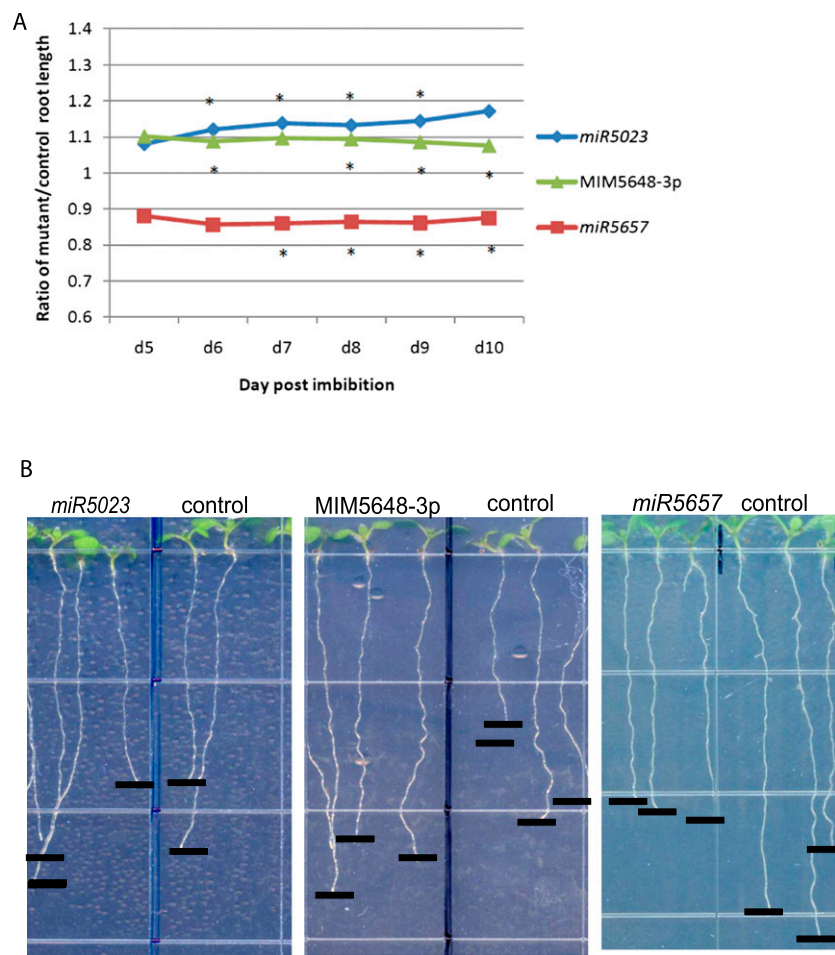 A
Ratio of mutant/control root length
1.4
1.3
1.2
1.1
1
0.9
0.8
0.7
0.6
* * * *
* * * *
* * * *
d5 d6 d7 d8 d9 d10
Day post imbibition
miR5023
MIM5648-3p
miR5657
B
miR5023 control
MIM5648-3p control
miR5657 control